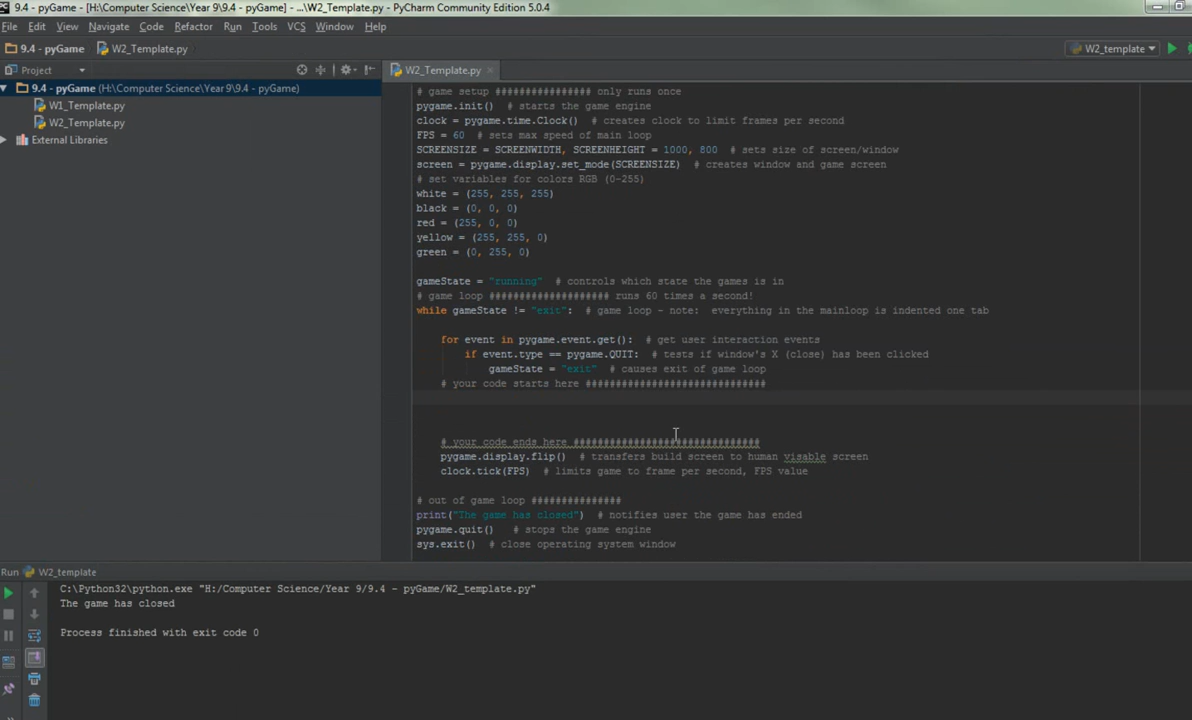 9.4 - pyGame - [H:\Computer Science\Year 9\9.4 - pyGame] - ...\W2_Template.py - PyCharm Community Edition 5.0.4
File Edit View Navigate Code Refactor Run Tools VCS Window Help
9.4 - pyGame W2_Template.py W2_template
Project
W2_Template.py
9.4 - pyGame (H:\Computer Science\Year 9\9.4 - pyGame)
W1_Template.py
W2_Template.py
External Libraries
# game setup ################ only runs once
pygame.init() # starts the game engine
clock = pygame.time.Clock() # creates clock to limit frames per second
FPS = 60 # sets max speed of main loop
SCREENSIZE = SCREENWIDTH, SCREENHEIGHT = 1000, 800 # sets size of screen/window
screen = pygame.display.set_mode(SCREENSIZE) # creates window and game screen
# set variables for colors RGB (0-255)
white = (255, 255, 255)
black = (0, 0, 0)
red = (255, 0, 0)
yellow = (255, 255, 0)
green = (0, 255, 0)
gameState = "running" # controls which state the games is in
# game loop #################### runs 60 times a second!
while gameState != "exit": # game loop - note: everything in the mainloop is indented one tab
for event in pygame.event.get(): # get user interaction events
if event.type == pygame.QUIT: # tests if window's X (close) has been clicked
gameState = "exit" # causes exit of game loop
# your code starts here ##############################
# your code ends here ###############################
pygame.display.flip() # transfers build screen to human visable screen
clock.tick(FPS) # limits game to frame per second, FPS value
# out of game loop ###############
print("The game has closed") # notifies user the game has ended
pygame.quit() # stops the game engine
sys.exit() # close operating system window
Run W2_template
C:\Python32\python.exe "H:/Computer Science/Year 9/9.4 - pyGame/W2_template.py"
The game has closed
Process finished with exit code 0